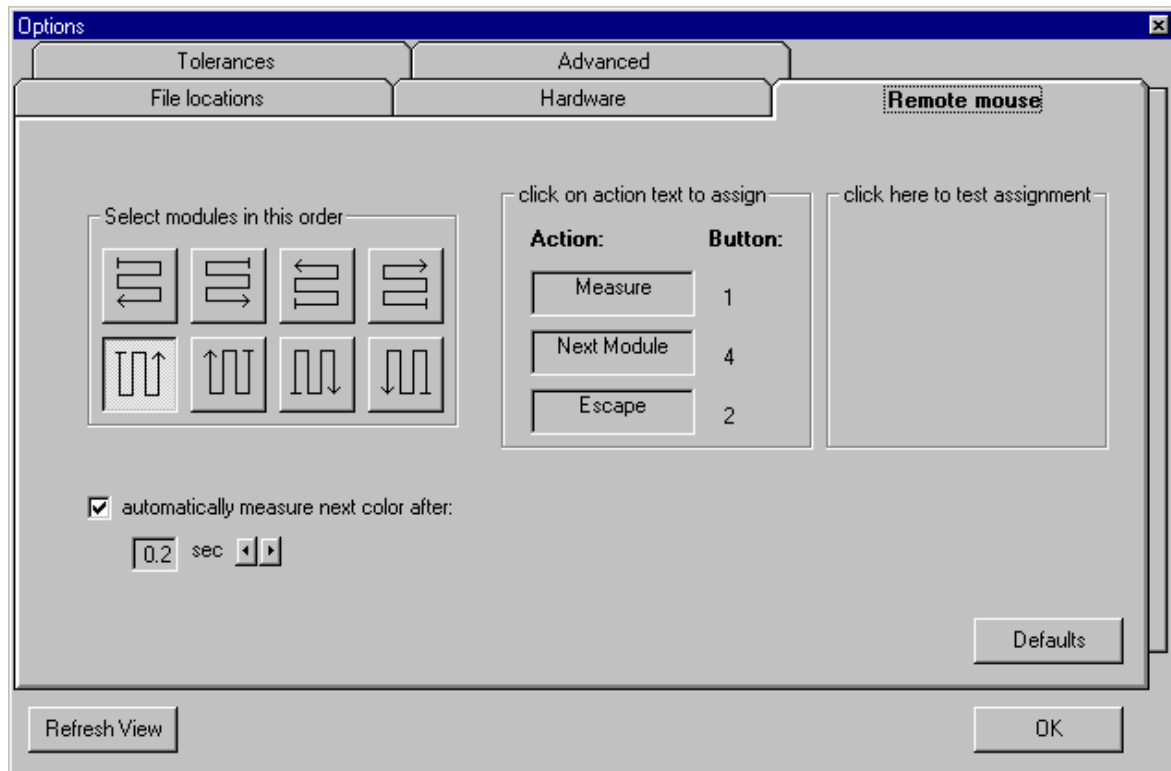 Options
Tolerances
Advanced
File locations
Hardware
Remote mouse
Select modules in this order
click on action text to assign
Action:
Button:
Measure
1
Next Module
4
Escape
2
click here to test assignment
automatically measure next color after:
0.2 sec
Defaults
Refresh View
OK